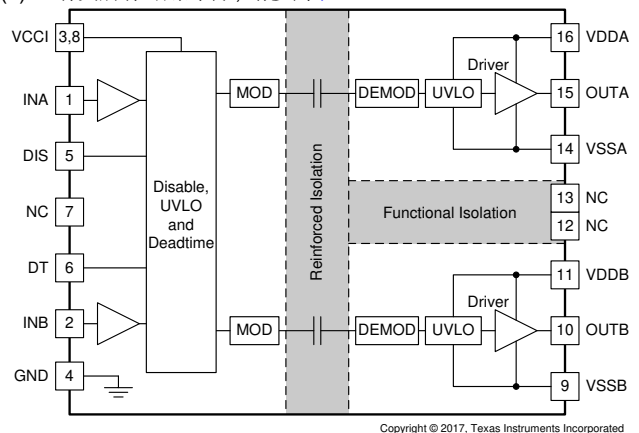 VCCI 3,8
16 VDDA
Driver
INA 1
MOD
DEMOD
UVLO
15 OUTA
DIS 5
14 VSSA
Disable,
UVLO
and
Deadtime
Reinforced Isolation
NC 7
13 NC
Functional Isolation
12 NC
DT 6
11 VDDB
Driver
INB 2
MOD
DEMOD
UVLO
10 OUTB
GND 4
9 VSSB
Copyright © 2017, Texas Instruments Incorporated